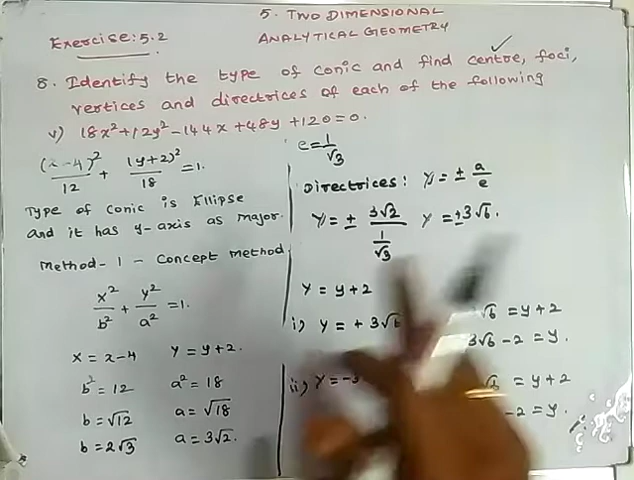 5. TWO DIMENSIONAL
ANALYTICAL GEOMETRY
Exercise: 5.2
8. Identify the type of conic and find centre, foci,
vertices and directrices of each of the following
v) 18x²+12y²-144x+48y+120=0.
(x-4)²/12 + (y+2)²/18 = 1.
Type of conic is Ellipse
and it has y-axis as major.
Method-1 - Concept method
x²/b² + y²/a² = 1.
X = x-4 Y = y+2.
b² = 12 a² = 18
b = √12 a = √18
b = 2√3 a = 3√2.
e = 1/√3
Directrices: Y = ± a/e
Y = ± 3√2/(1/√3) Y = ±3√6.
Y = y+2
i) Y = +3√6 √6 = y+2
3√6 - 2 = y.
ii) Y = -3 √6 = y+2
-2 = y.